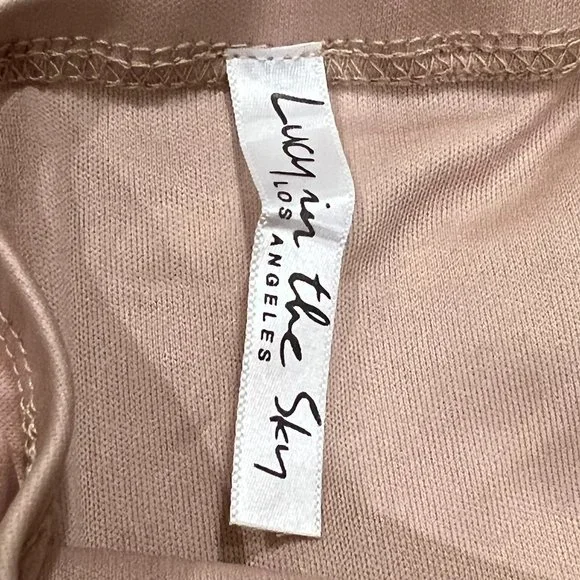 Lucy in the Sky
LOS ANGELES